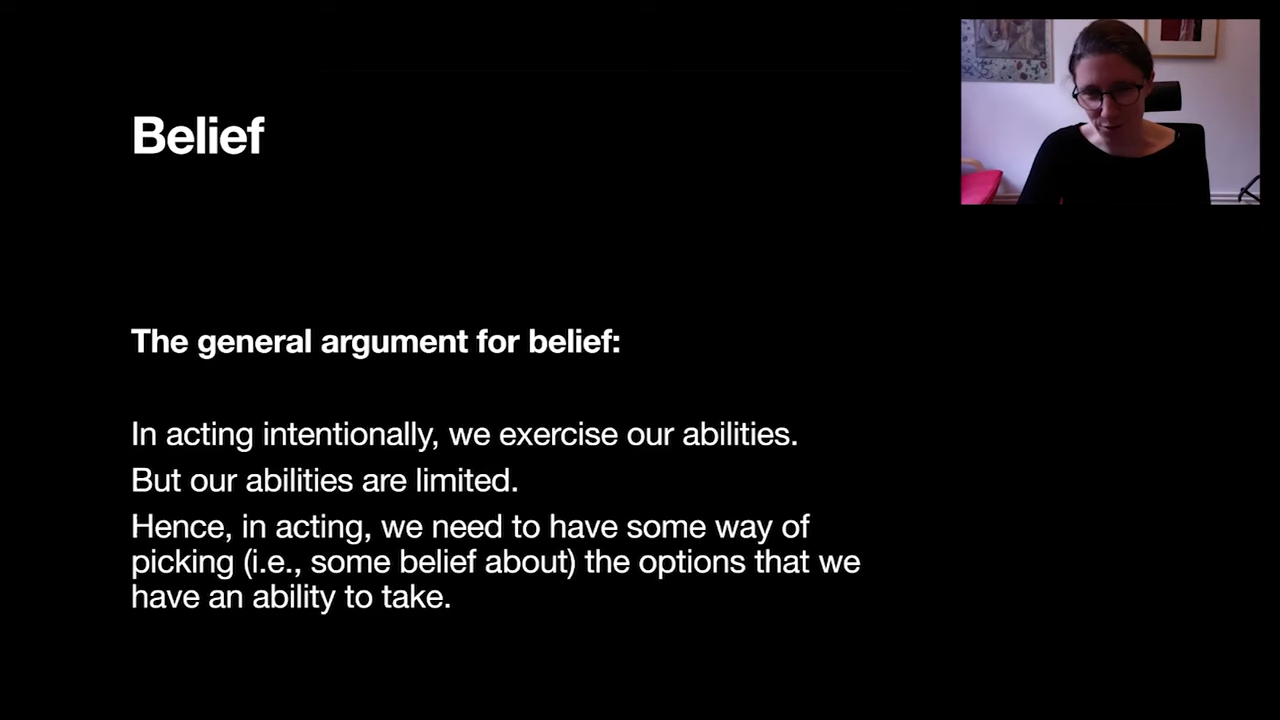 Belief
The general argument for belief:
In acting intentionally, we exercise our abilities.
But our abilities are limited.
Hence, in acting, we need to have some way of
picking (i.e., some belief about) the options that we
have an ability to take.